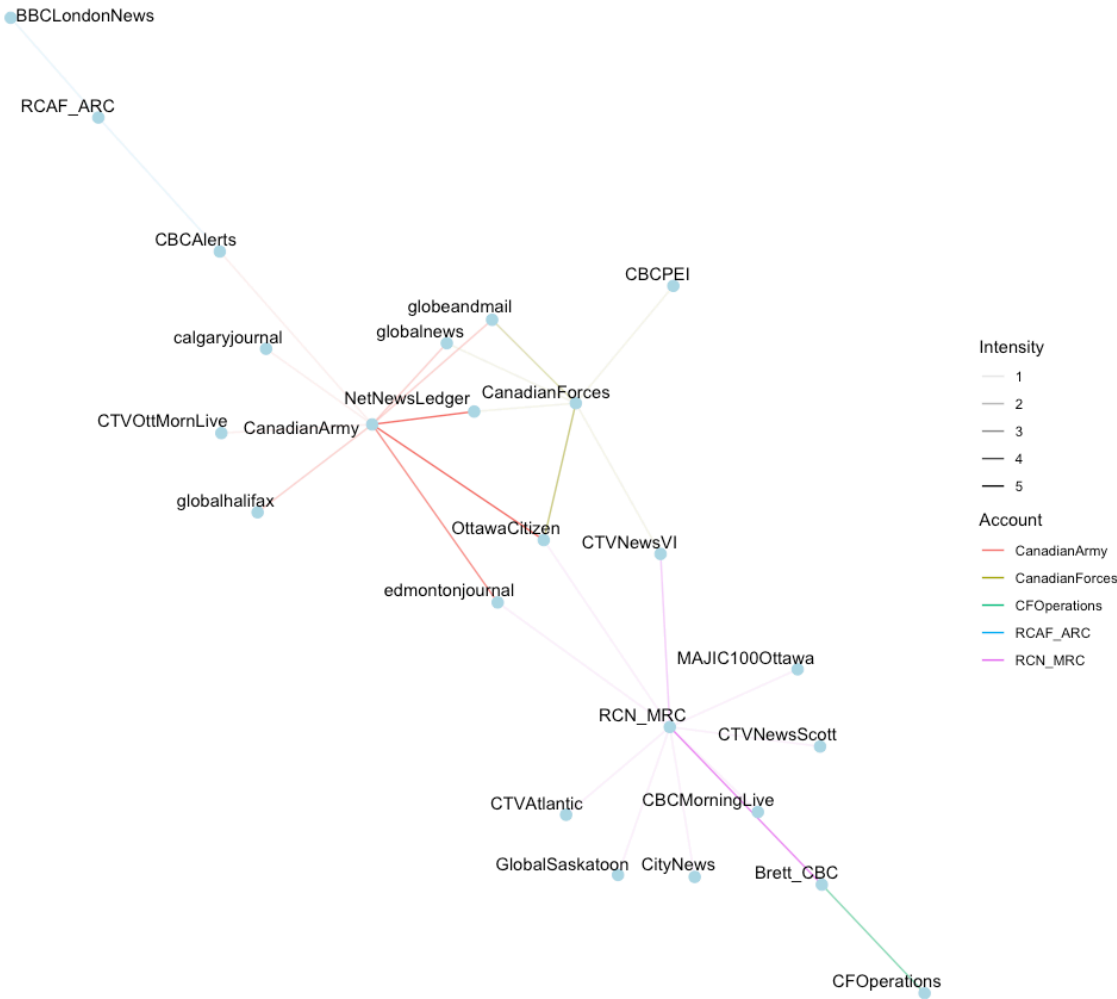 BBCLondonNews
RCAF_ARC
CBCAlerts
CBCPEI
globeandmail
globalnews
calgaryjournal
NetNewsLedger
CanadianForces
CTVOttMornLive
CanadianArmy
globalhalifax
OttawaCitizen
CTVNewsVI
edmontonjournal
MAJIC100Ottawa
RCN_MRC
CTVNewsScott
CTVAtlantic
CBCMorningLive
GlobalSaskatoon
CityNews
Brett_CBC
CFOperations
Intensity
1
2
3
4
5
Account
CanadianArmy
CanadianForces
CFOperations
RCAF_ARC
RCN_MRC